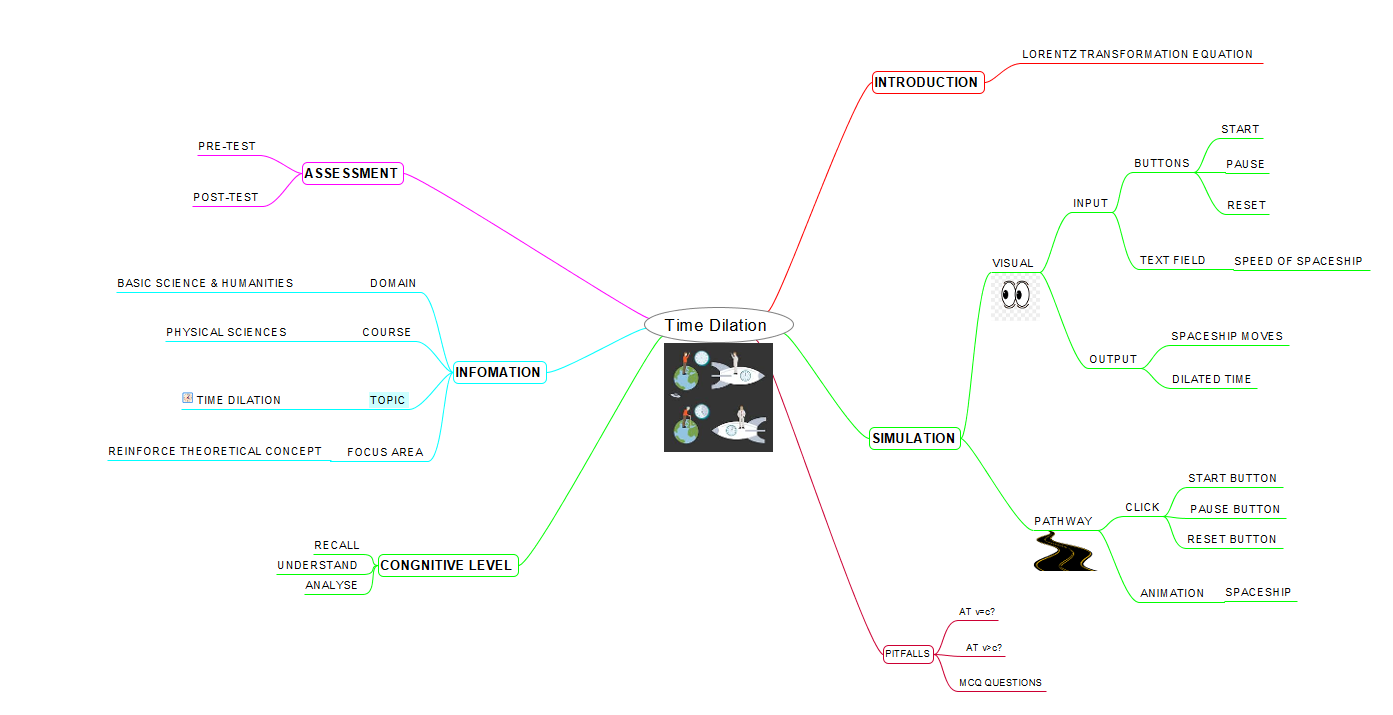 Time Dilation
INTRODUCTION
LORENTZ TRANSFORMATION EQUATION
SIMULATION
VISUAL
INPUT
BUTTONS
START
PAUSE
RESET
TEXT FIELD
SPEED OF SPACESHIP
OUTPUT
SPACESHIP MOVES
DILATED TIME
PATHWAY
CLICK
START BUTTON
PAUSE BUTTON
RESET BUTTON
ANIMATION
SPACESHIP
PITFALLS
AT v=c?
AT v>c?
MCQ QUESTIONS
ASSESSMENT
PRE-TEST
POST-TEST
INFOMATION
DOMAIN
BASIC SCIENCE & HUMANITIES
COURSE
PHYSICAL SCIENCES
TOPIC
TIME DILATION
FOCUS AREA
REINFORCE THEORETICAL CONCEPT
CONGNITIVE LEVEL
RECALL
UNDERSTAND
ANALYSE